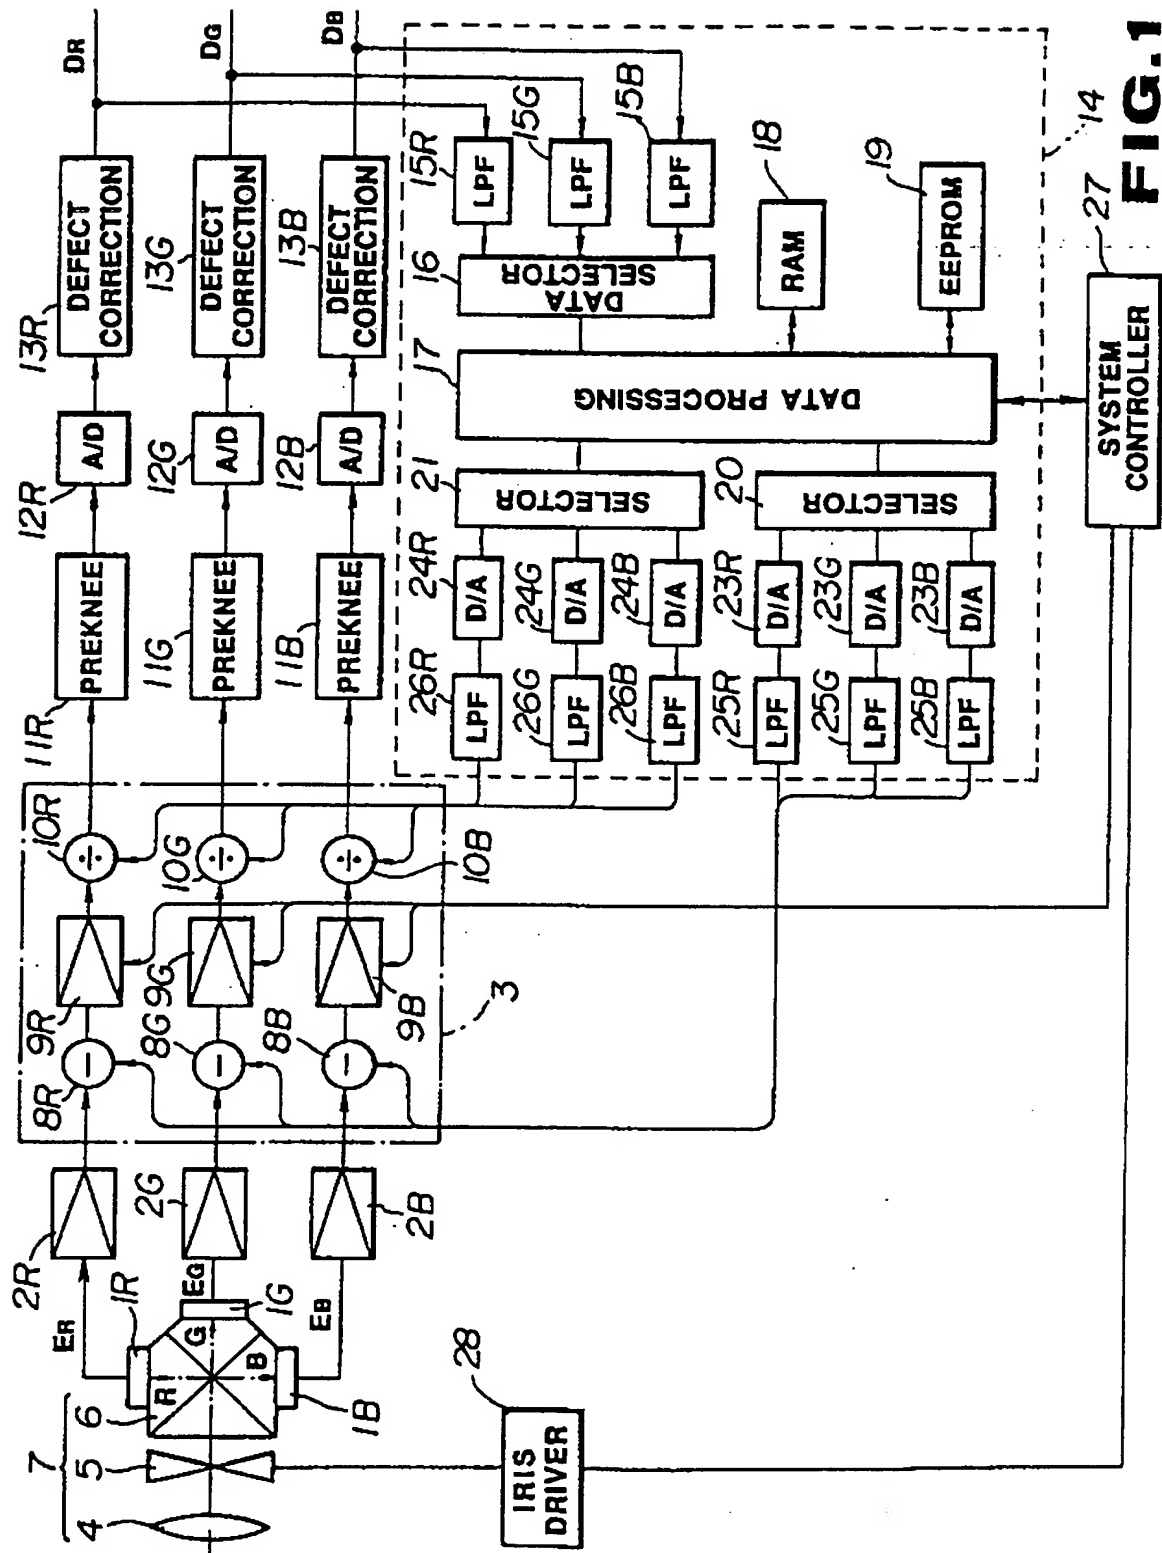 FIG.1
DR
DG
DB
13R
DEFECT
CORRECTION
13G
DEFECT
CORRECTION
13B
DEFECT
CORRECTION
12R
A/D
12G
A/D
12B
A/D
11R
PREKNEE
11G
PREKNEE
11B
PREKNEE
15R
LPF
15G
LPF
15B
LPF
16
DATA
SELECTOR
17
DATA PROCESSING
18
RAM
19
EEPROM
14
27
SYSTEM
CONTROLLER
21
SELECTOR
20
SELECTOR
24R
D/A
24G
D/A
24B
D/A
23R
D/A
23G
D/A
23B
D/A
26R
LPF
26G
LPF
26B
LPF
25R
LPF
25G
LPF
25B
LPF
10R
÷
10G
÷
10B
÷
9R
9G
9B
8R
−
8G
−
8B
−
3
2R
2G
2B
ER
EG
EB
1R
1G
1B
R
G
B
7
4
5
6
28
IRIS
DRIVER